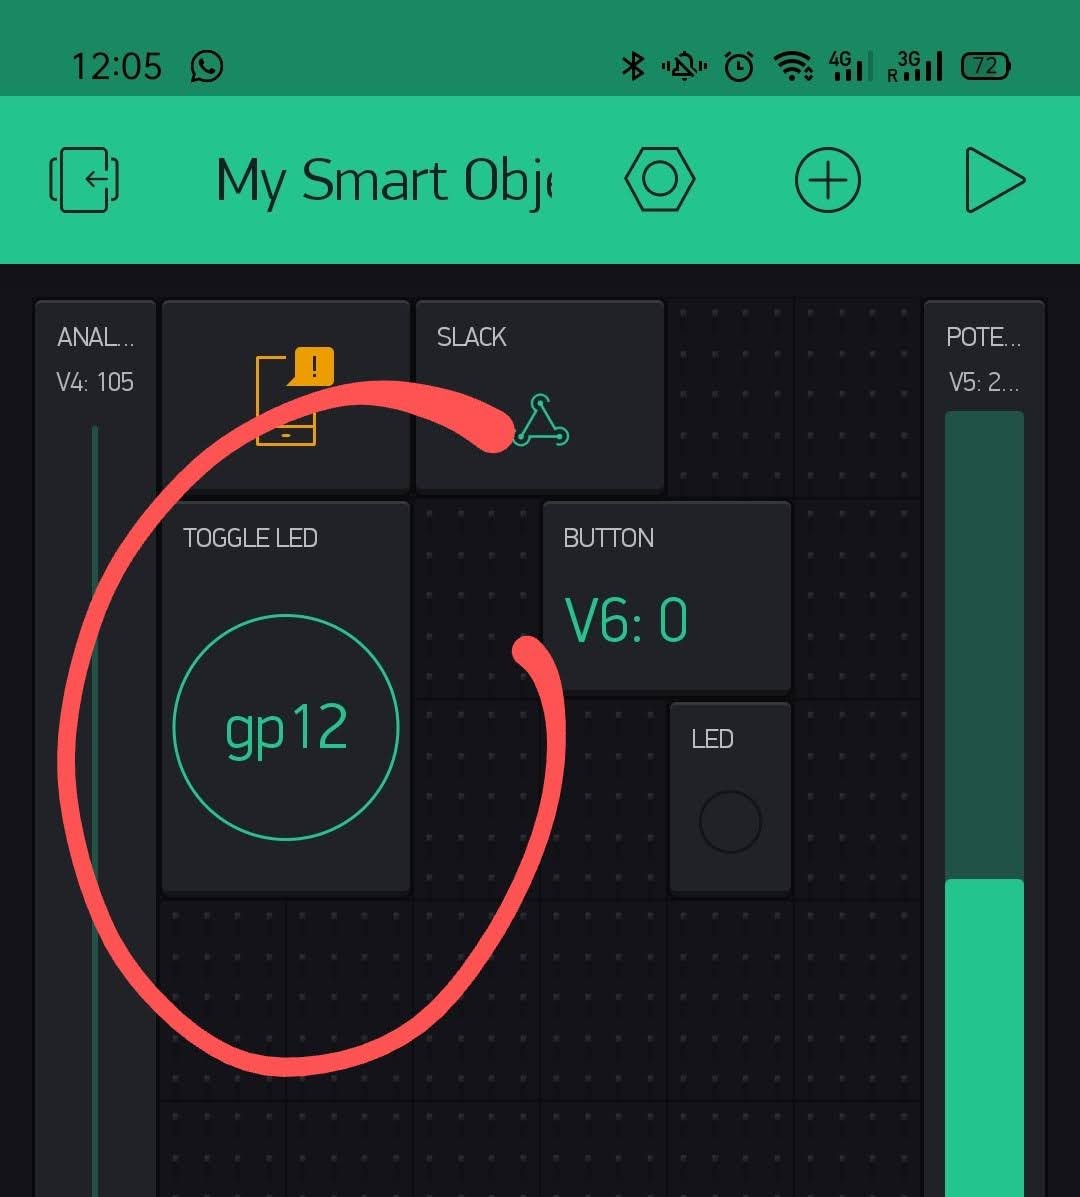 12:05
4G
R 3G
72
My Smart Obj
ANAL...
V4: 105
!
SLACK
POTE...
V5: 2...
TOGGLE LED
gp12
BUTTON
V6: 0
LED